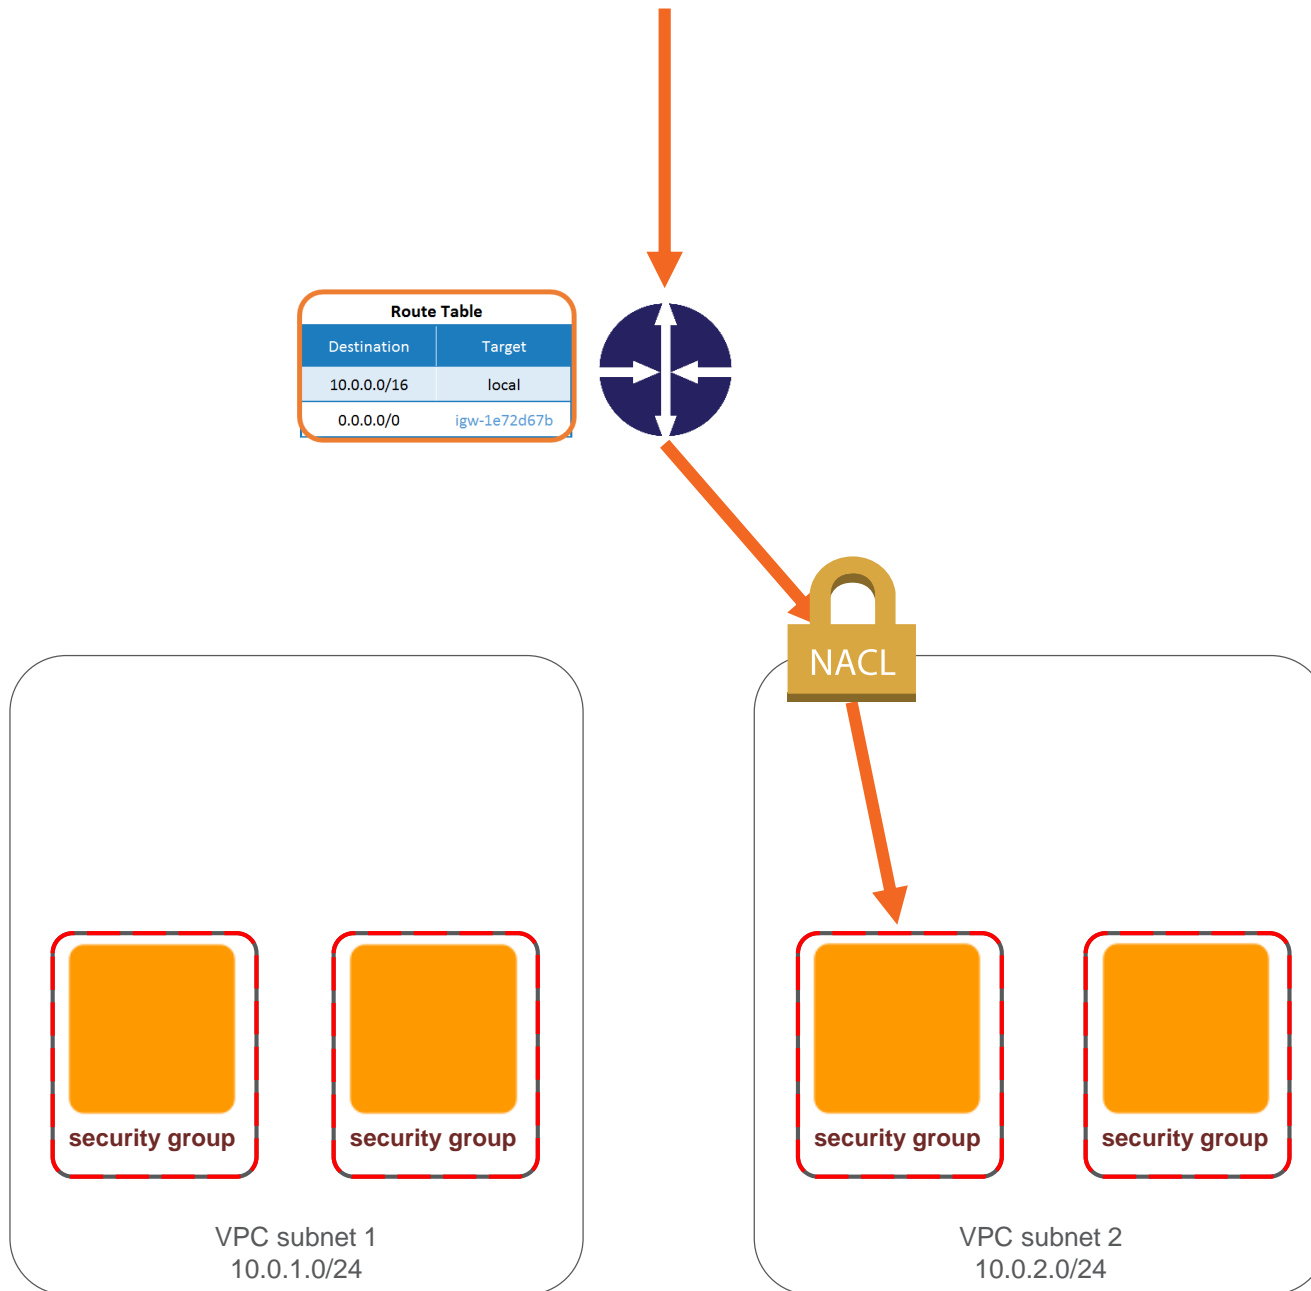 Route Table
Destination Target
10.0.0.0/16 local
0.0.0.0/0 igw-1e72d67b
NACL
security group
security group
VPC subnet 1
10.0.1.0/24
security group
security group
VPC subnet 2
10.0.2.0/24